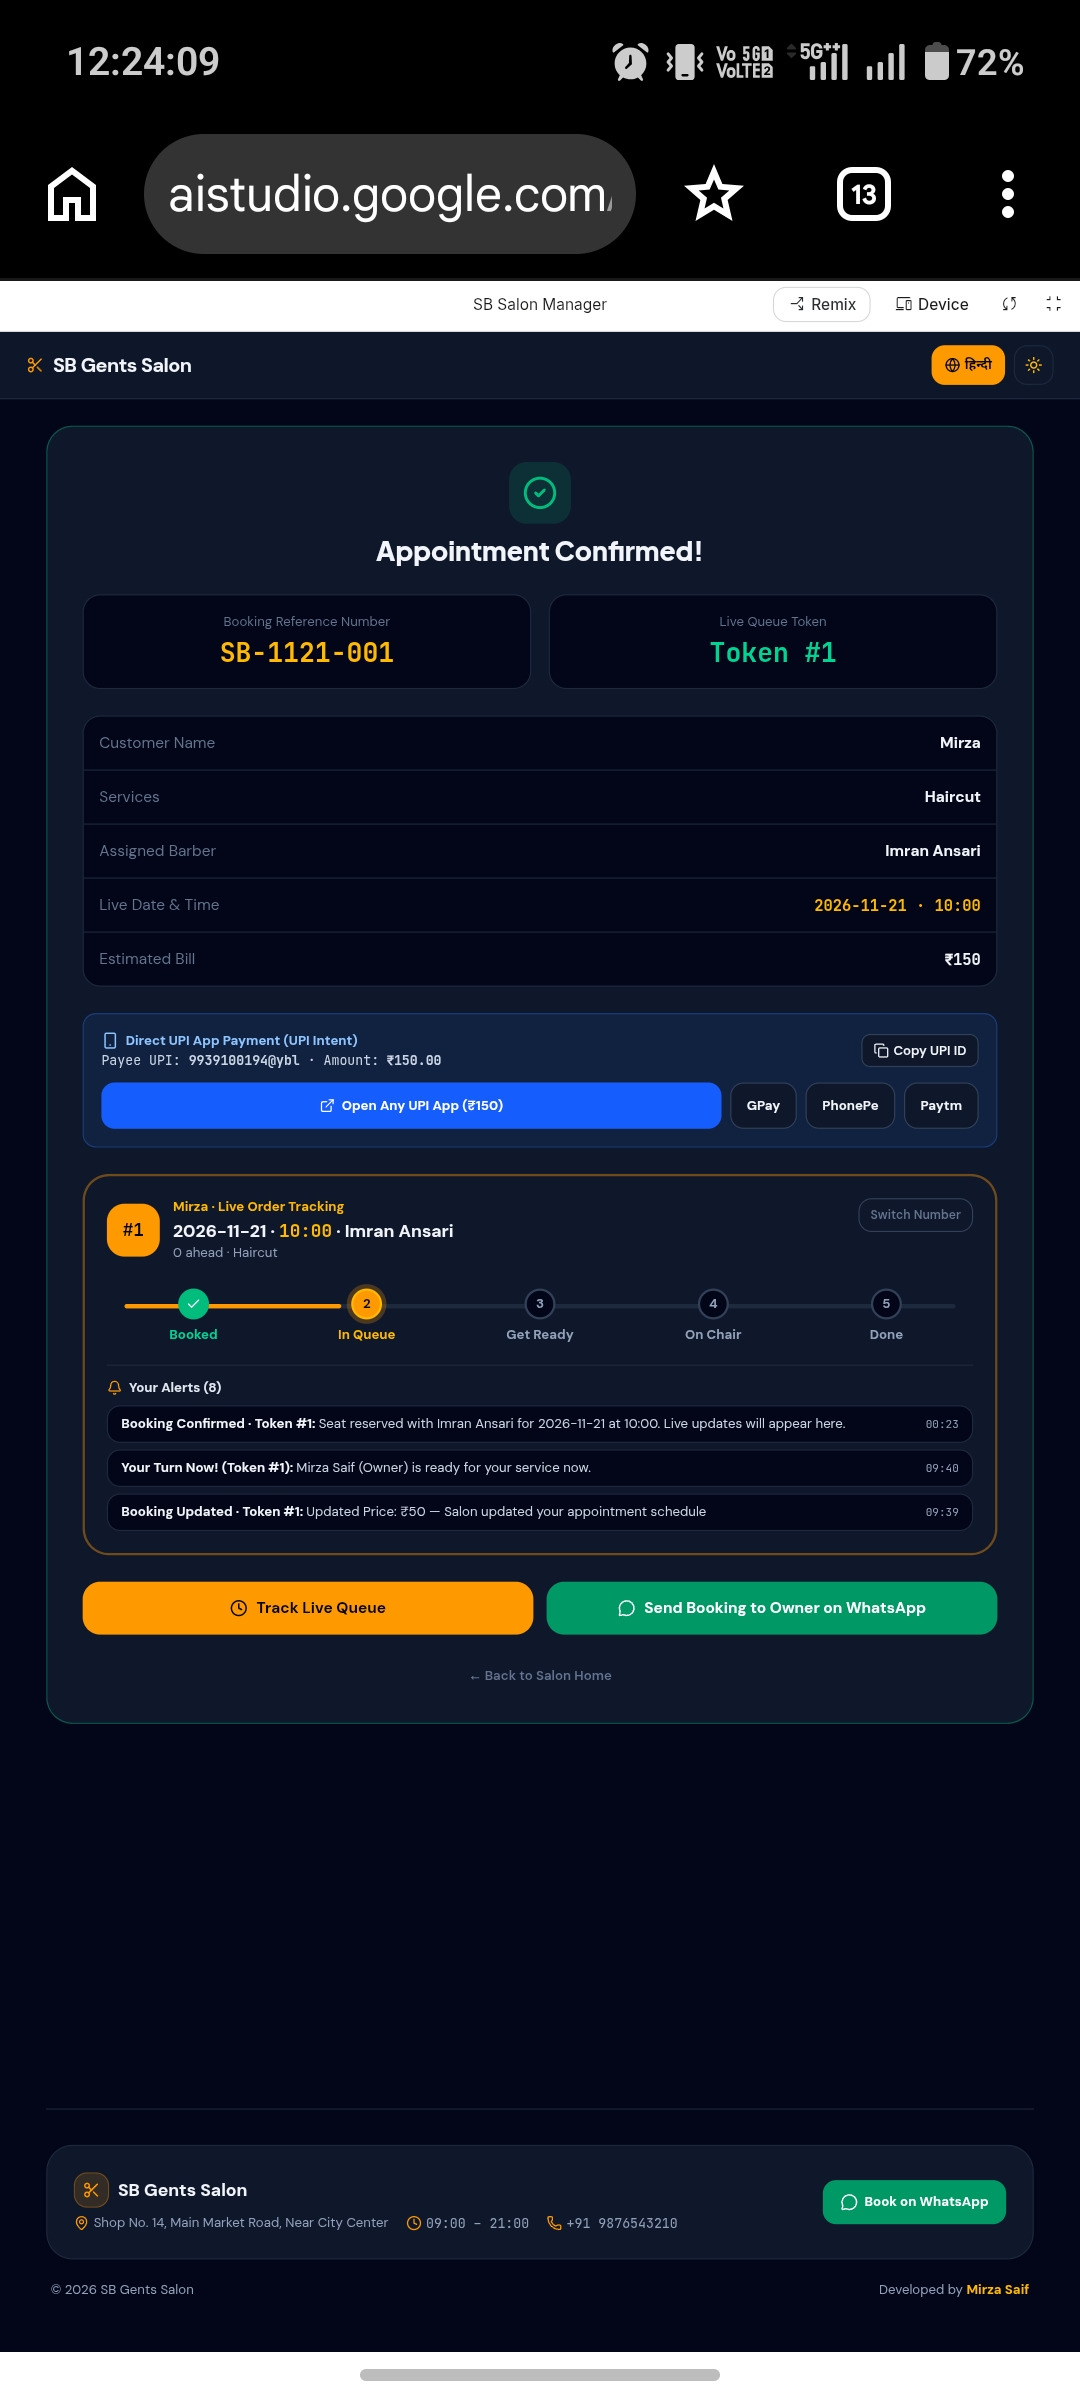 12:24:09
Vo 5G 1
VoLTE 2
5G++
72%
aistudio.google.com/
13
SB Salon Manager
Remix
Device
SB Gents Salon
हिन्दी
Appointment Confirmed!
Booking Reference Number
SB-1121-001
Live Queue Token
Token #1
Customer Name
Mirza
Services
Haircut
Assigned Barber
Imran Ansari
Live Date & Time
2026-11-21 · 10:00
Estimated Bill
₹150
Direct UPI App Payment (UPI Intent)
Payee UPI: 9939100194@ybl · Amount: ₹150.00
Copy UPI ID
Open Any UPI App (₹150)
GPay
PhonePe
Paytm
#1
Mirza · Live Order Tracking
2026-11-21 · 10:00 · Imran Ansari
0 ahead · Haircut
Switch Number
2
3
4
5
Booked
In Queue
Get Ready
On Chair
Done
Your Alerts (8)
Booking Confirmed · Token #1: Seat reserved with Imran Ansari for 2026-11-21 at 10:00. Live updates will appear here.
00:23
Your Turn Now! (Token #1): Mirza Saif (Owner) is ready for your service now.
09:40
Booking Updated · Token #1: Updated Price: ₹50 — Salon updated your appointment schedule
09:39
Track Live Queue
Send Booking to Owner on WhatsApp
← Back to Salon Home
SB Gents Salon
Shop No. 14, Main Market Road, Near City Center
09:00 - 21:00
+91 9876543210
Book on WhatsApp
© 2026 SB Gents Salon
Developed by Mirza Saif